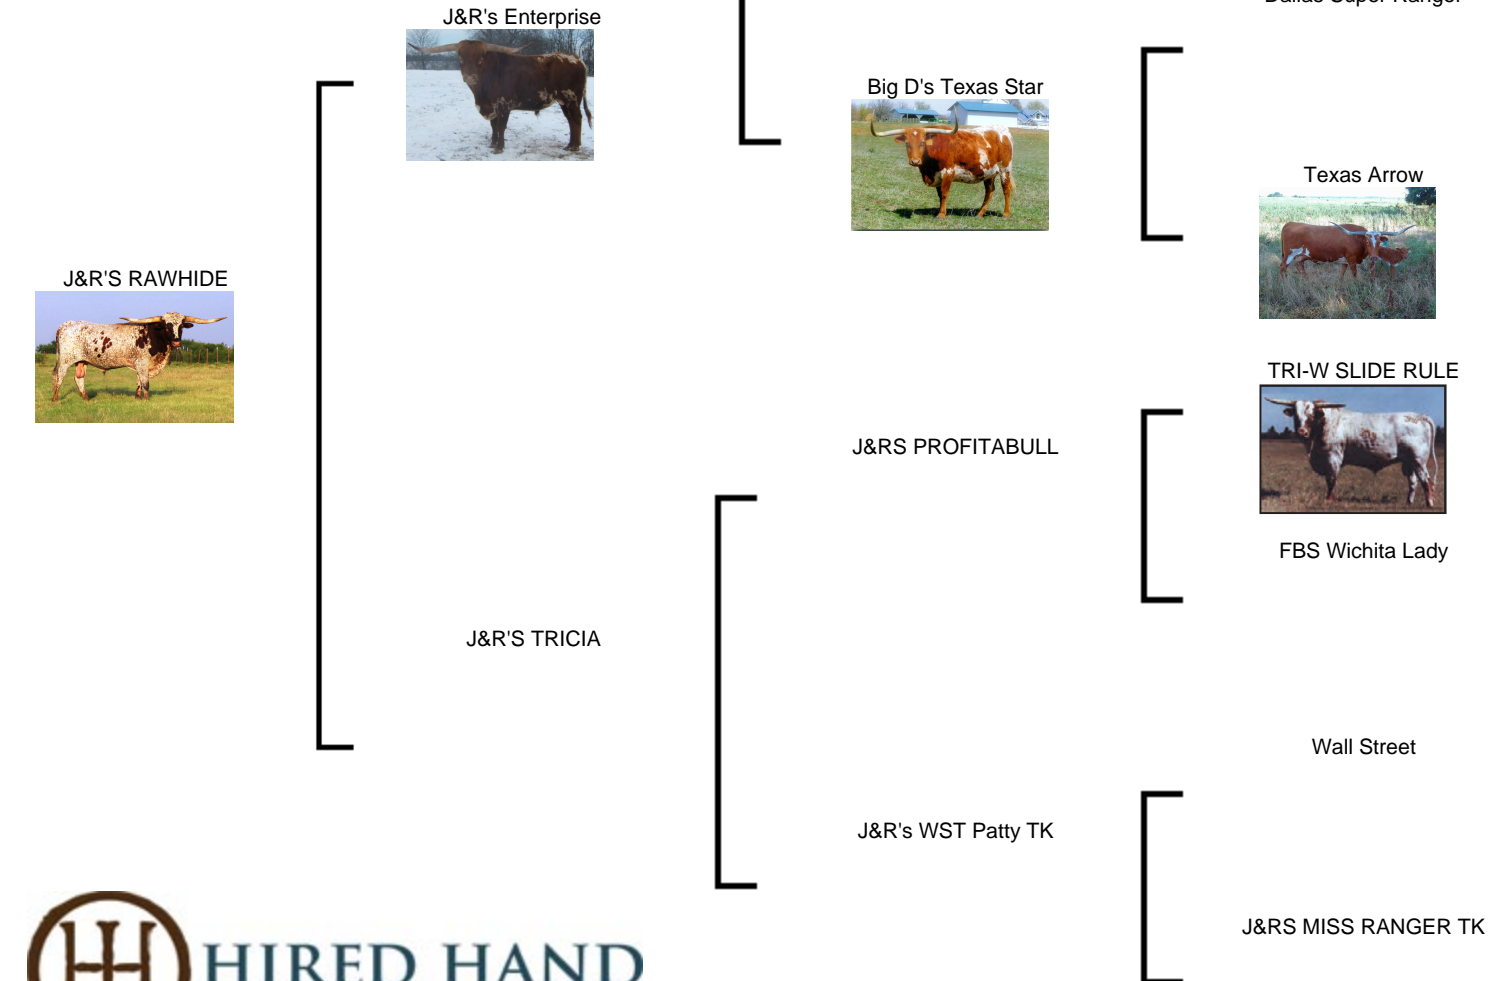 J&R's Enterprise
Big D's Texas Star
Texas Arrow
J&R'S RAWHIDE
TRI-W SLIDE RULE
J&RS PROFITABULL
FBS Wichita Lady
J&R'S TRICIA
Wall Street
J&R's WST Patty TK
J&RS MISS RANGER TK
HIRED HAND